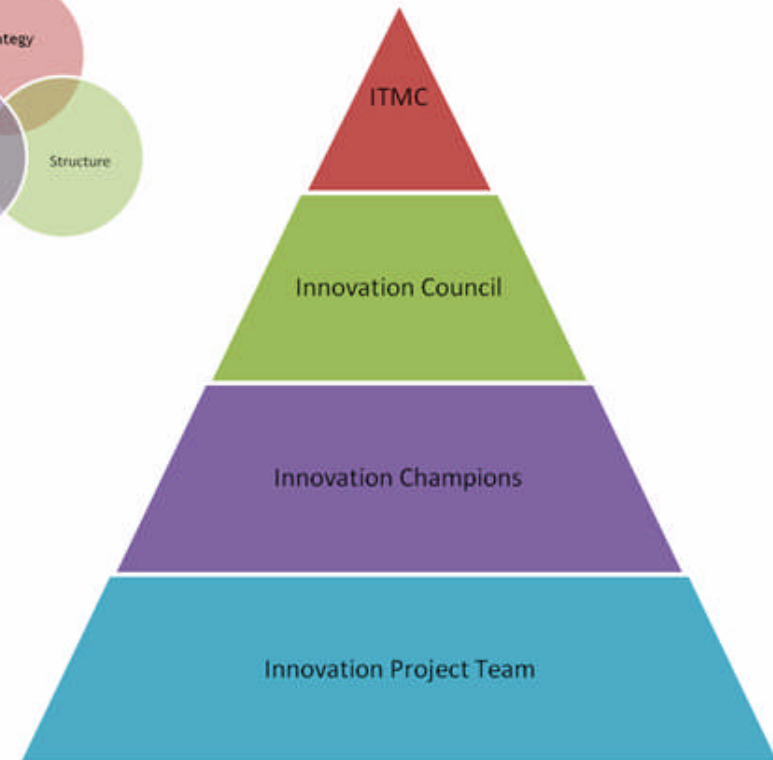 ategy
Structure
ITMC
Innovation Council
Innovation Champions
Innovation Project Team